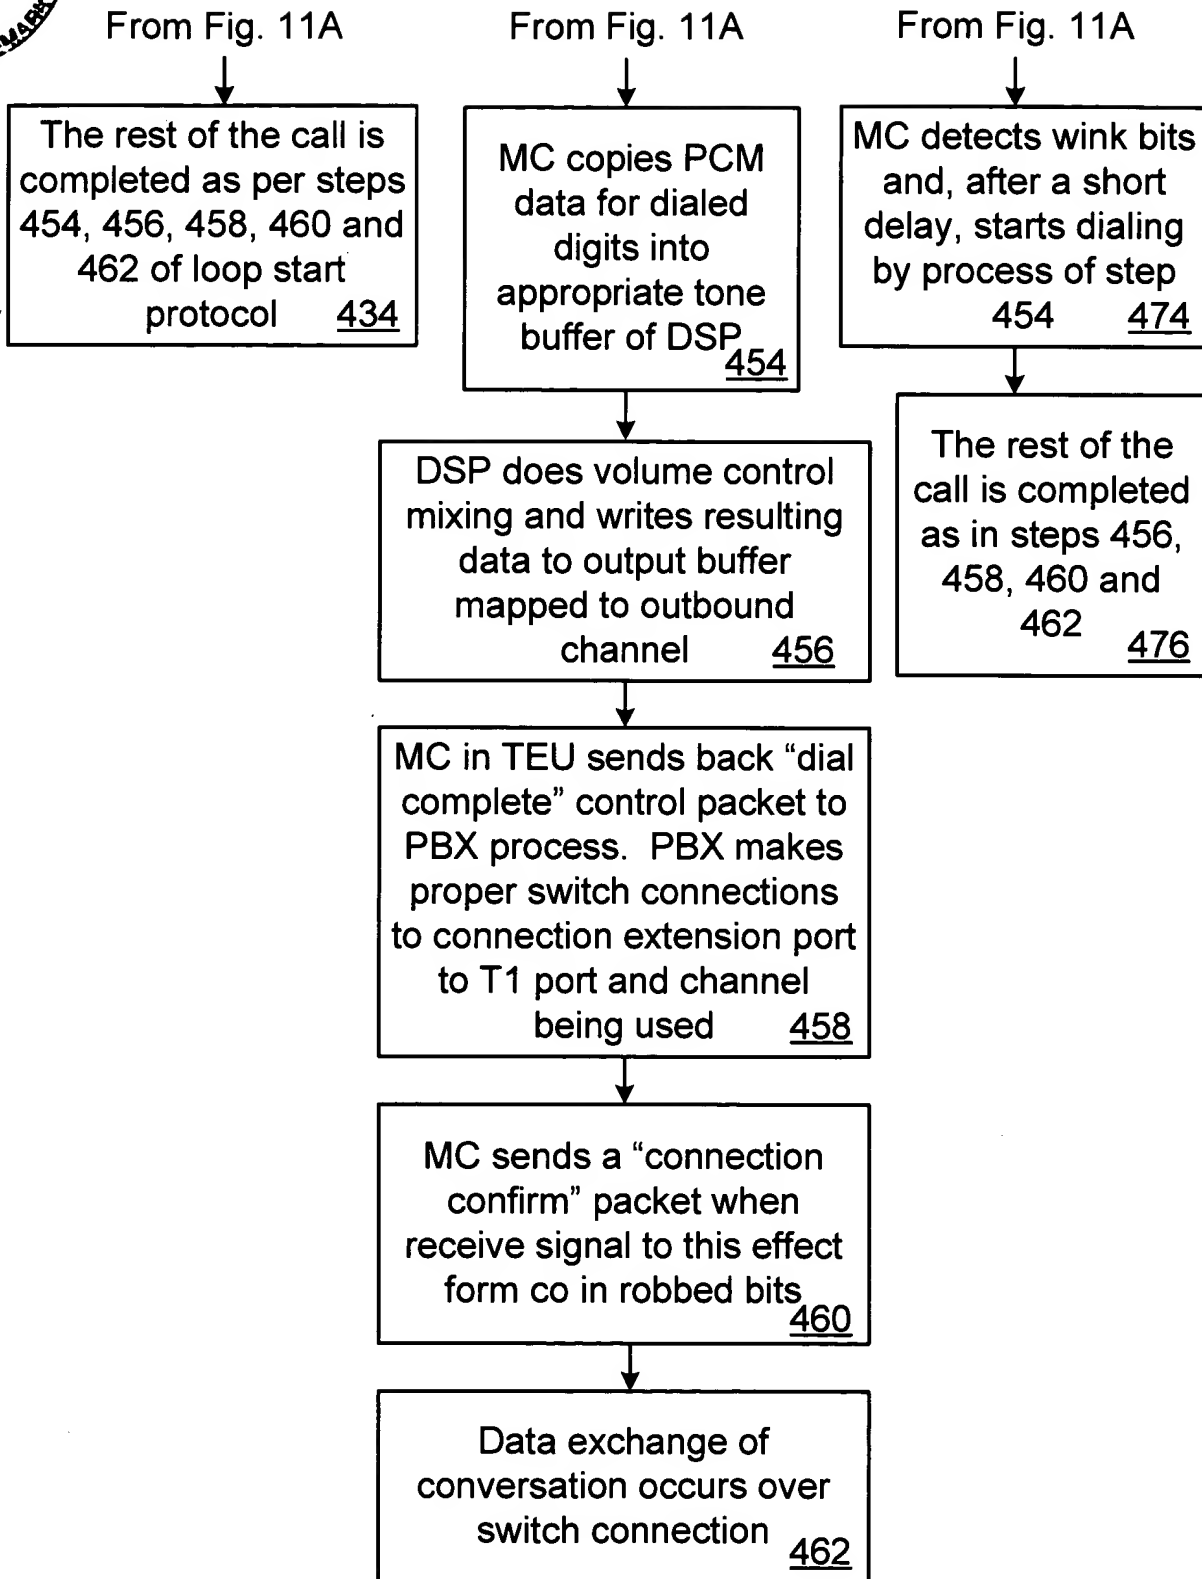 From Fig. 11A
From Fig. 11A
From Fig. 11A
The rest of the call is
completed as per steps
454, 456, 458, 460 and
462 of loop start
protocol 434
MC copies PCM
data for dialed
digits into
appropriate tone
buffer of DSP
454
MC detects wink bits
and, after a short
delay, starts dialing
by process of step
454 474
DSP does volume control
mixing and writes resulting
data to output buffer
mapped to outbound
channel 456
The rest of the
call is completed
as in steps 456,
458, 460 and
462 476
MC in TEU sends back “dial
complete” control packet to
PBX process. PBX makes
proper switch connections
to connection extension port
to T1 port and channel
being used 458
MC sends a “connection
confirm” packet when
receive signal to this effect
form co in robbed bits
460
Data exchange of
conversation occurs over
switch connection
462